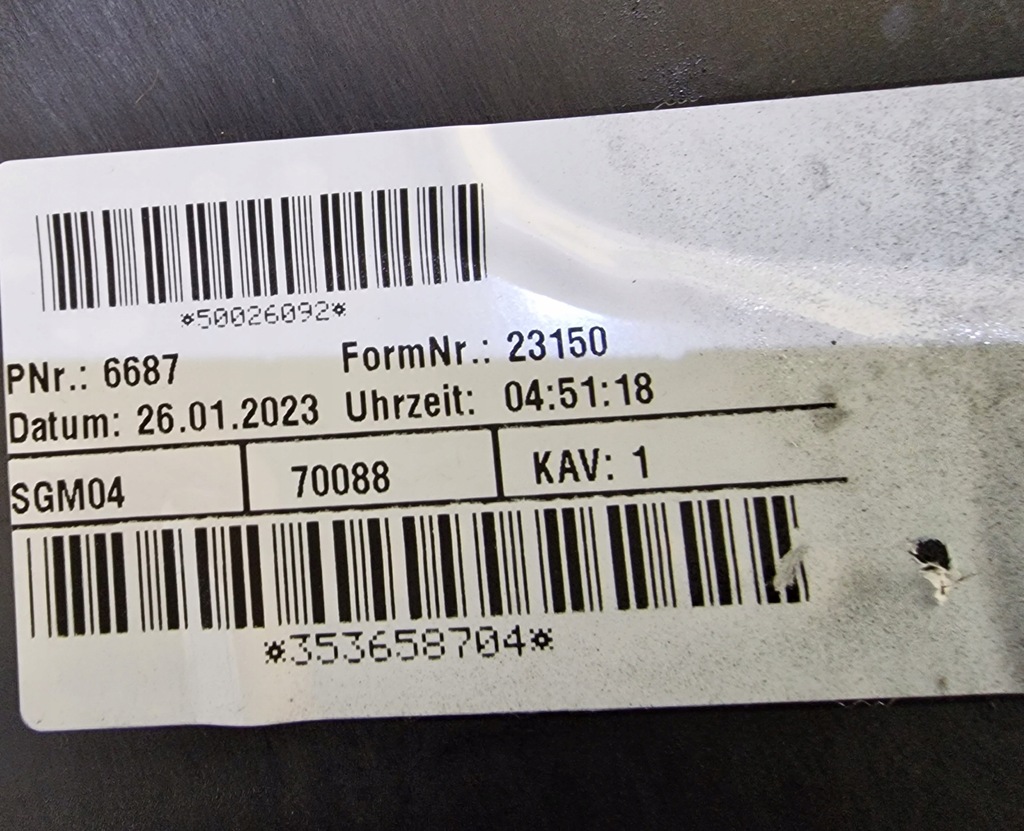 *50026092*
PNr.: 6687 FormNr.: 23150
Datum: 26.01.2023 Uhrzeit: 04:51:18
SGM04 70088 KAV: 1
*353658704*